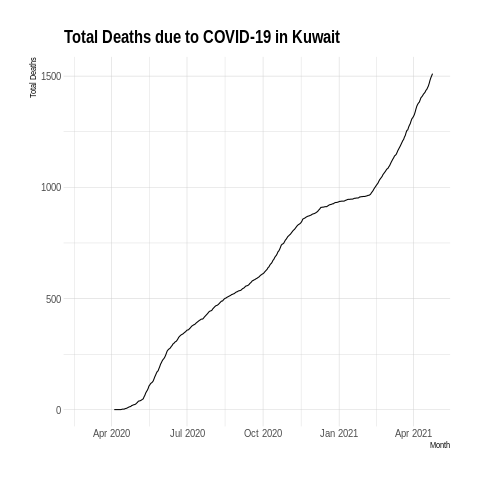 Total Deaths due to COVID-19 in Kuwait
Total Deaths
1500
1000
500
0
Apr 2020 Jul 2020 Oct 2020 Jan 2021 Apr 2021
Month